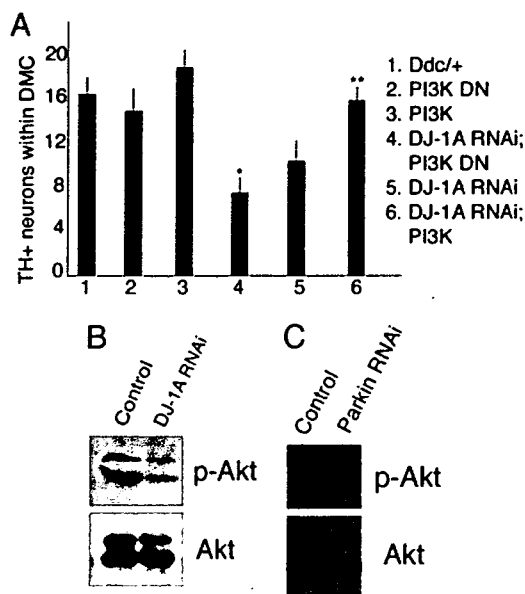 A
TH+ neurons within DMC
20
16
12
8
4
0
*
**
1 2 3 4 5 6
1. Ddc/+
2. PI3K DN
3. PI3K
4. DJ-1A RNAi;
PI3K DN
5. DJ-1A RNAi
6. DJ-1A RNAi;
PI3K
B
Control
DJ-1A RNAi
p-Akt
Akt
C
Control
Parkin RNAi
p-Akt
Akt